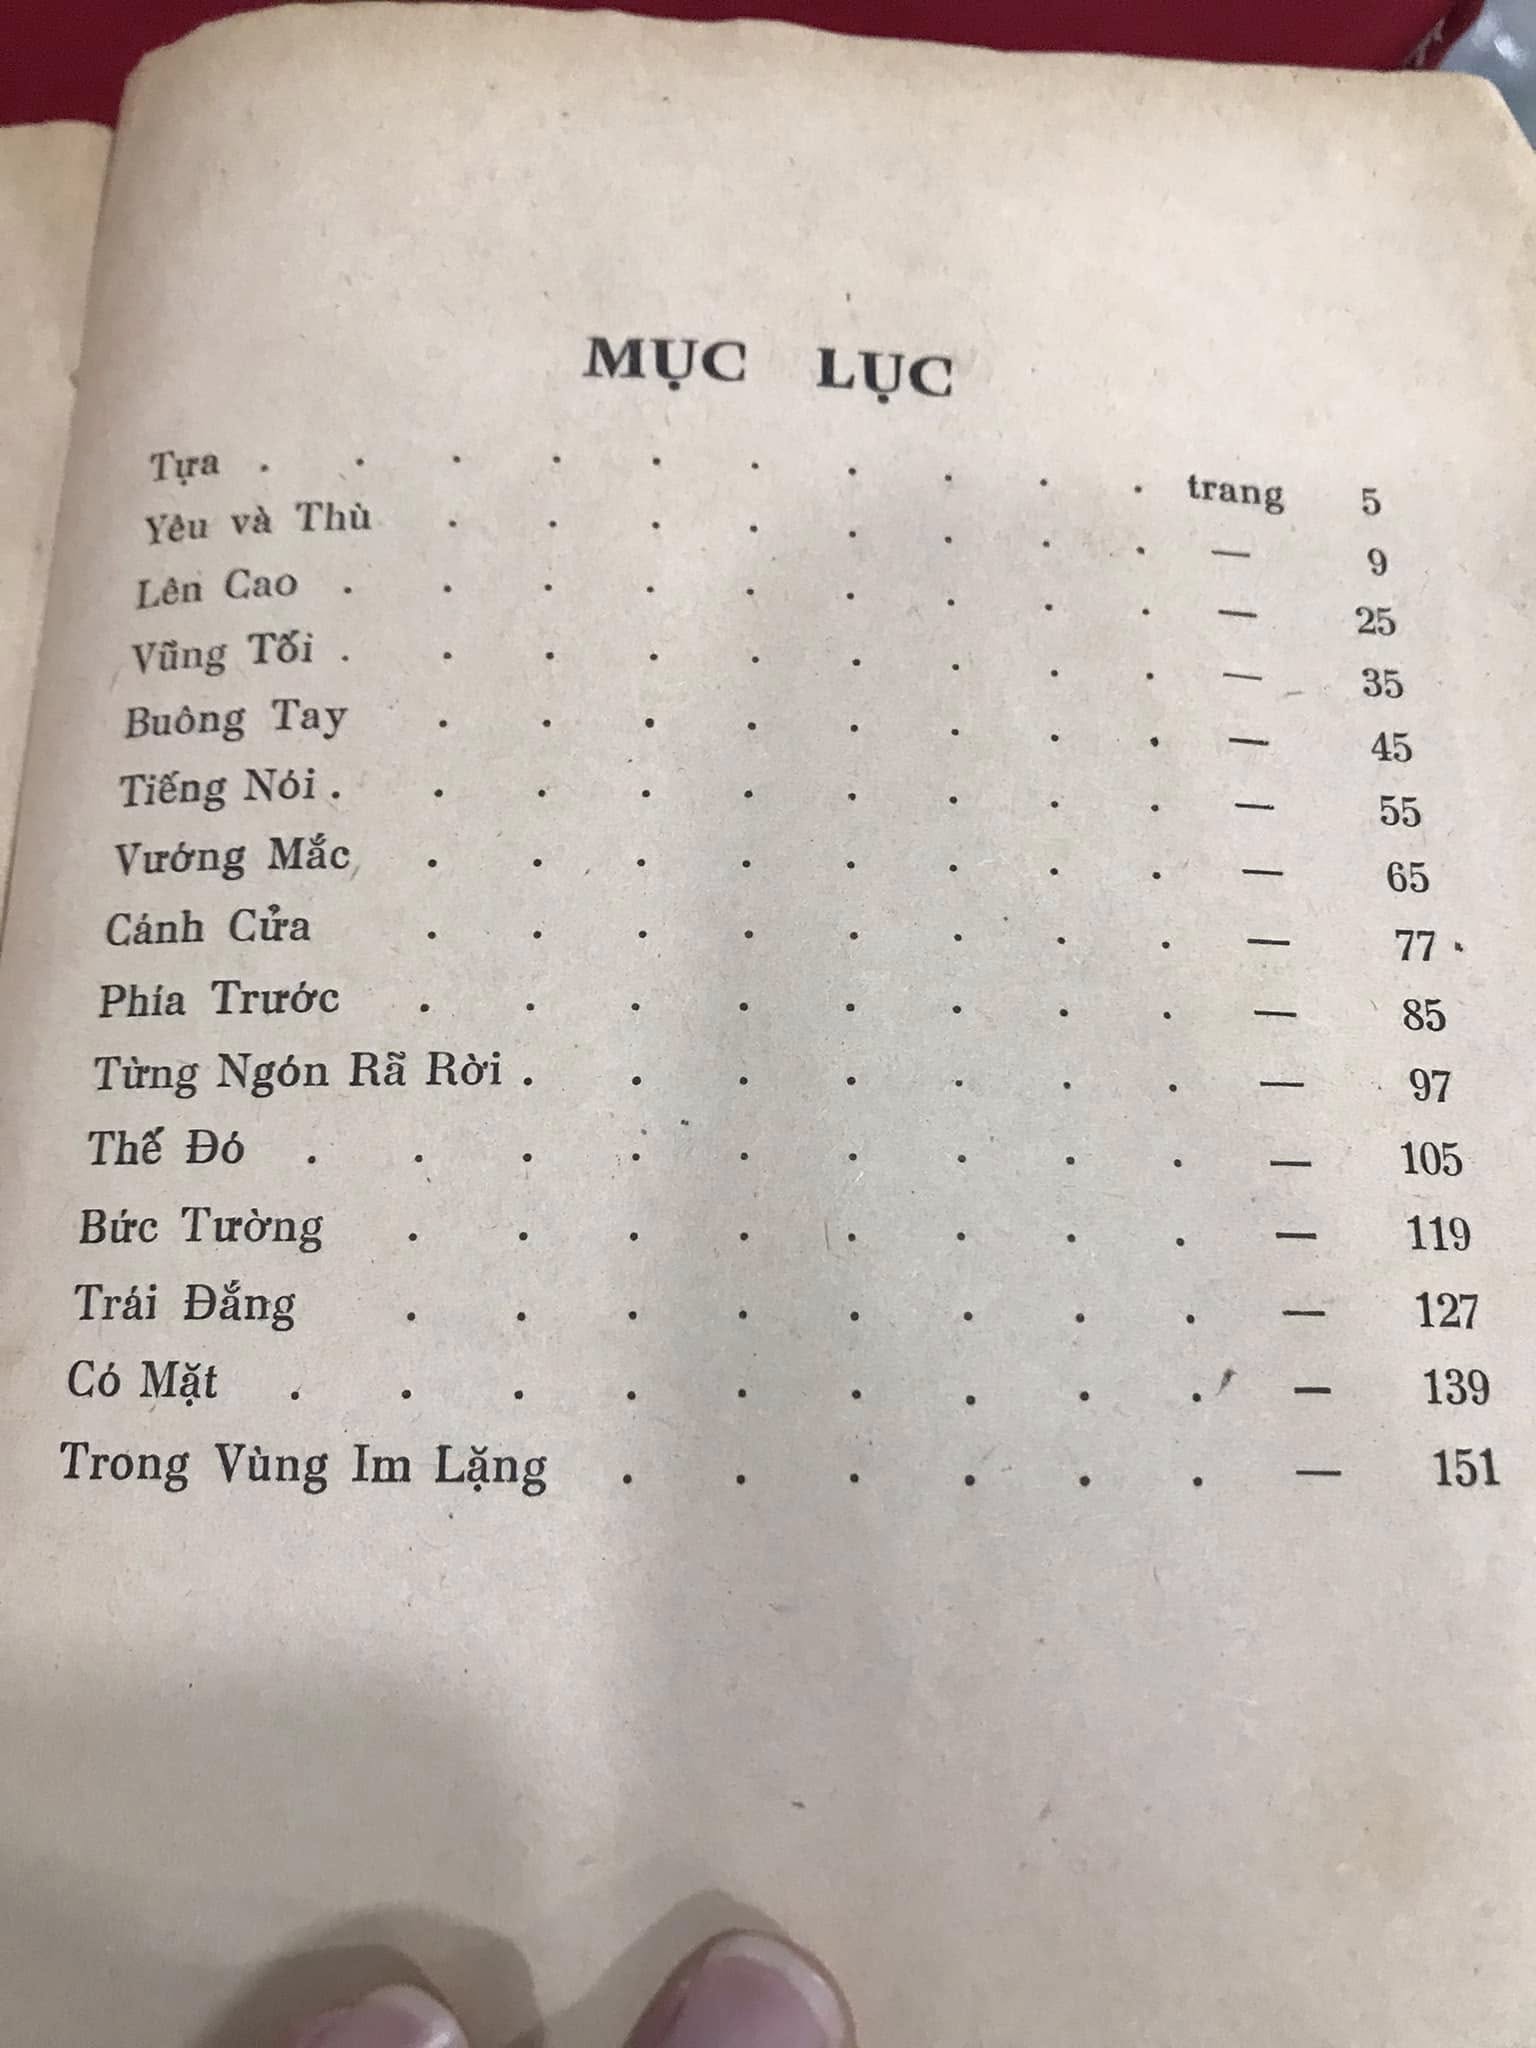 MỤC LỤC
Tựa . . . . . . . . . . trang 5
Yêu và Thù . . . . . . . . — 9
Lên Cao . . . . . . . . . — 25
Vũng Tối . . . . . . . . . — 35
Buông Tay . . . . . . . . — 45
Tiếng Nói . . . . . . . . . — 55
Vướng Mắc . . . . . . . . — 65
Cánh Cửa . . . . . . . . — 77
Phía Trước . . . . . . . . — 85
Từng Ngón Rã Rời . . . . . . . — 97
Thế Đó . . . . . . . . . — 105
Bức Tường . . . . . . . . — 119
Trái Đắng . . . . . . . . — 127
Có Mặt . . . . . . . . . — 139
Trong Vùng Im Lặng . . . . . . — 151